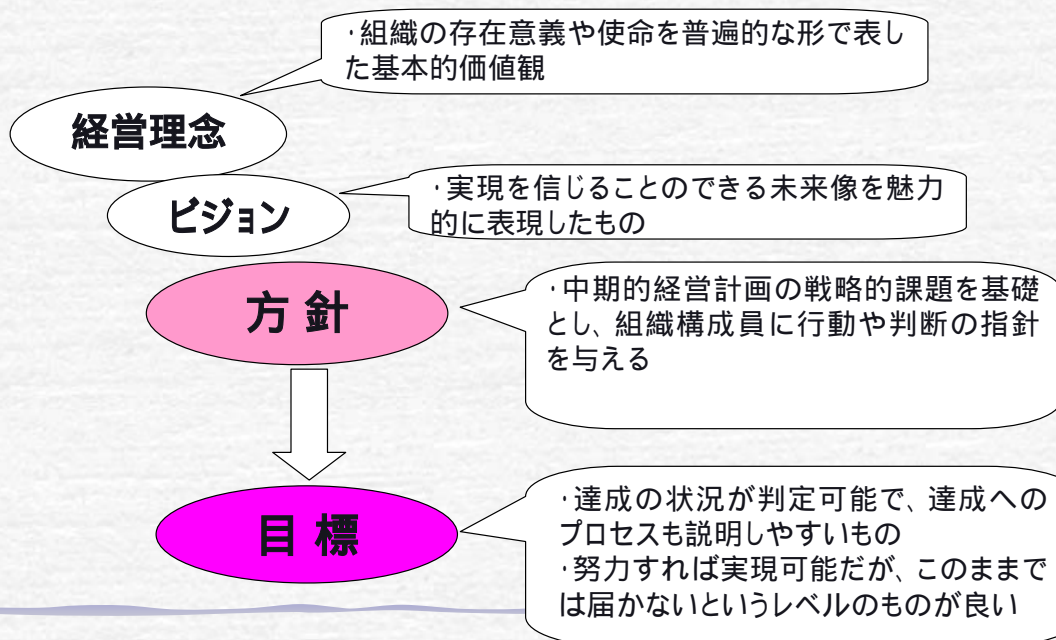 ·組織の存在意義や使命を普遍的な形で表し
た基本的価値観
経営理念
·実現を信じることのできる未来像を魅力
的に表現したもの
ビジョン
·中期的経営計画の戦略的課題を基礎
とし、組織構成員に行動や判断の指針
を与える
方 針
·達成の状況が判定可能で、達成への
プロセスも説明しやすいもの
·努力すれば実現可能だが、このままで
は届かないというレベルのものが良い
目 標